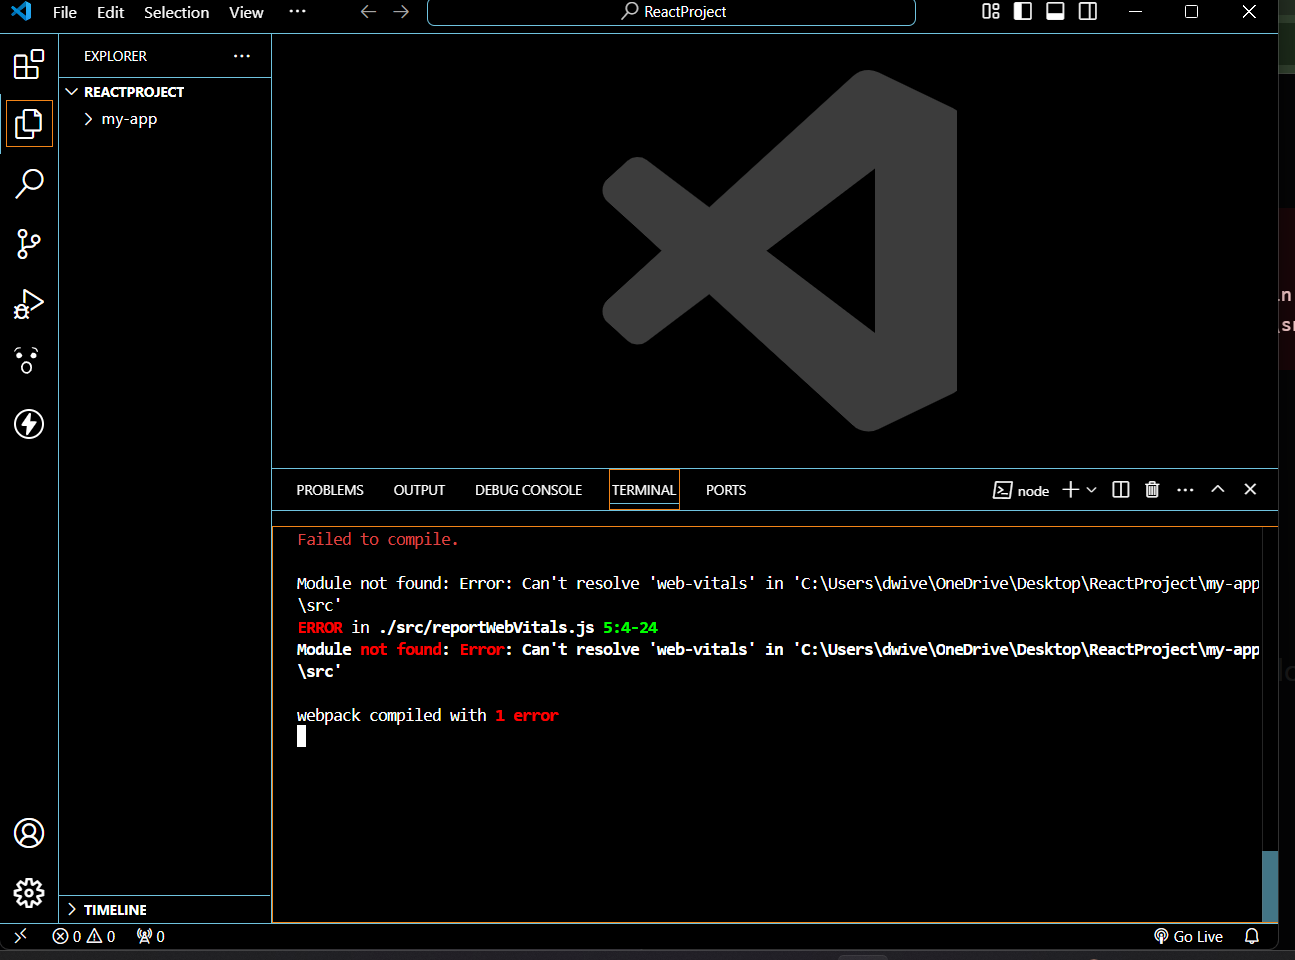 File Edit Selection View ··· ReactProject
EXPLORER ···
REACTPROJECT
my-app
PROBLEMS OUTPUT DEBUG CONSOLE TERMINAL PORTS node ···
Failed to compile.
Module not found: Error: Can't resolve 'web-vitals' in 'C:\Users\dwive\OneDrive\Desktop\ReactProject\my-app
\src'
ERROR in ./src/reportWebVitals.js 5:4-24
Module not found: Error: Can't resolve 'web-vitals' in 'C:\Users\dwive\OneDrive\Desktop\ReactProject\my-app
\src'
webpack compiled with 1 error
TIMELINE
0 0 0 Go Live